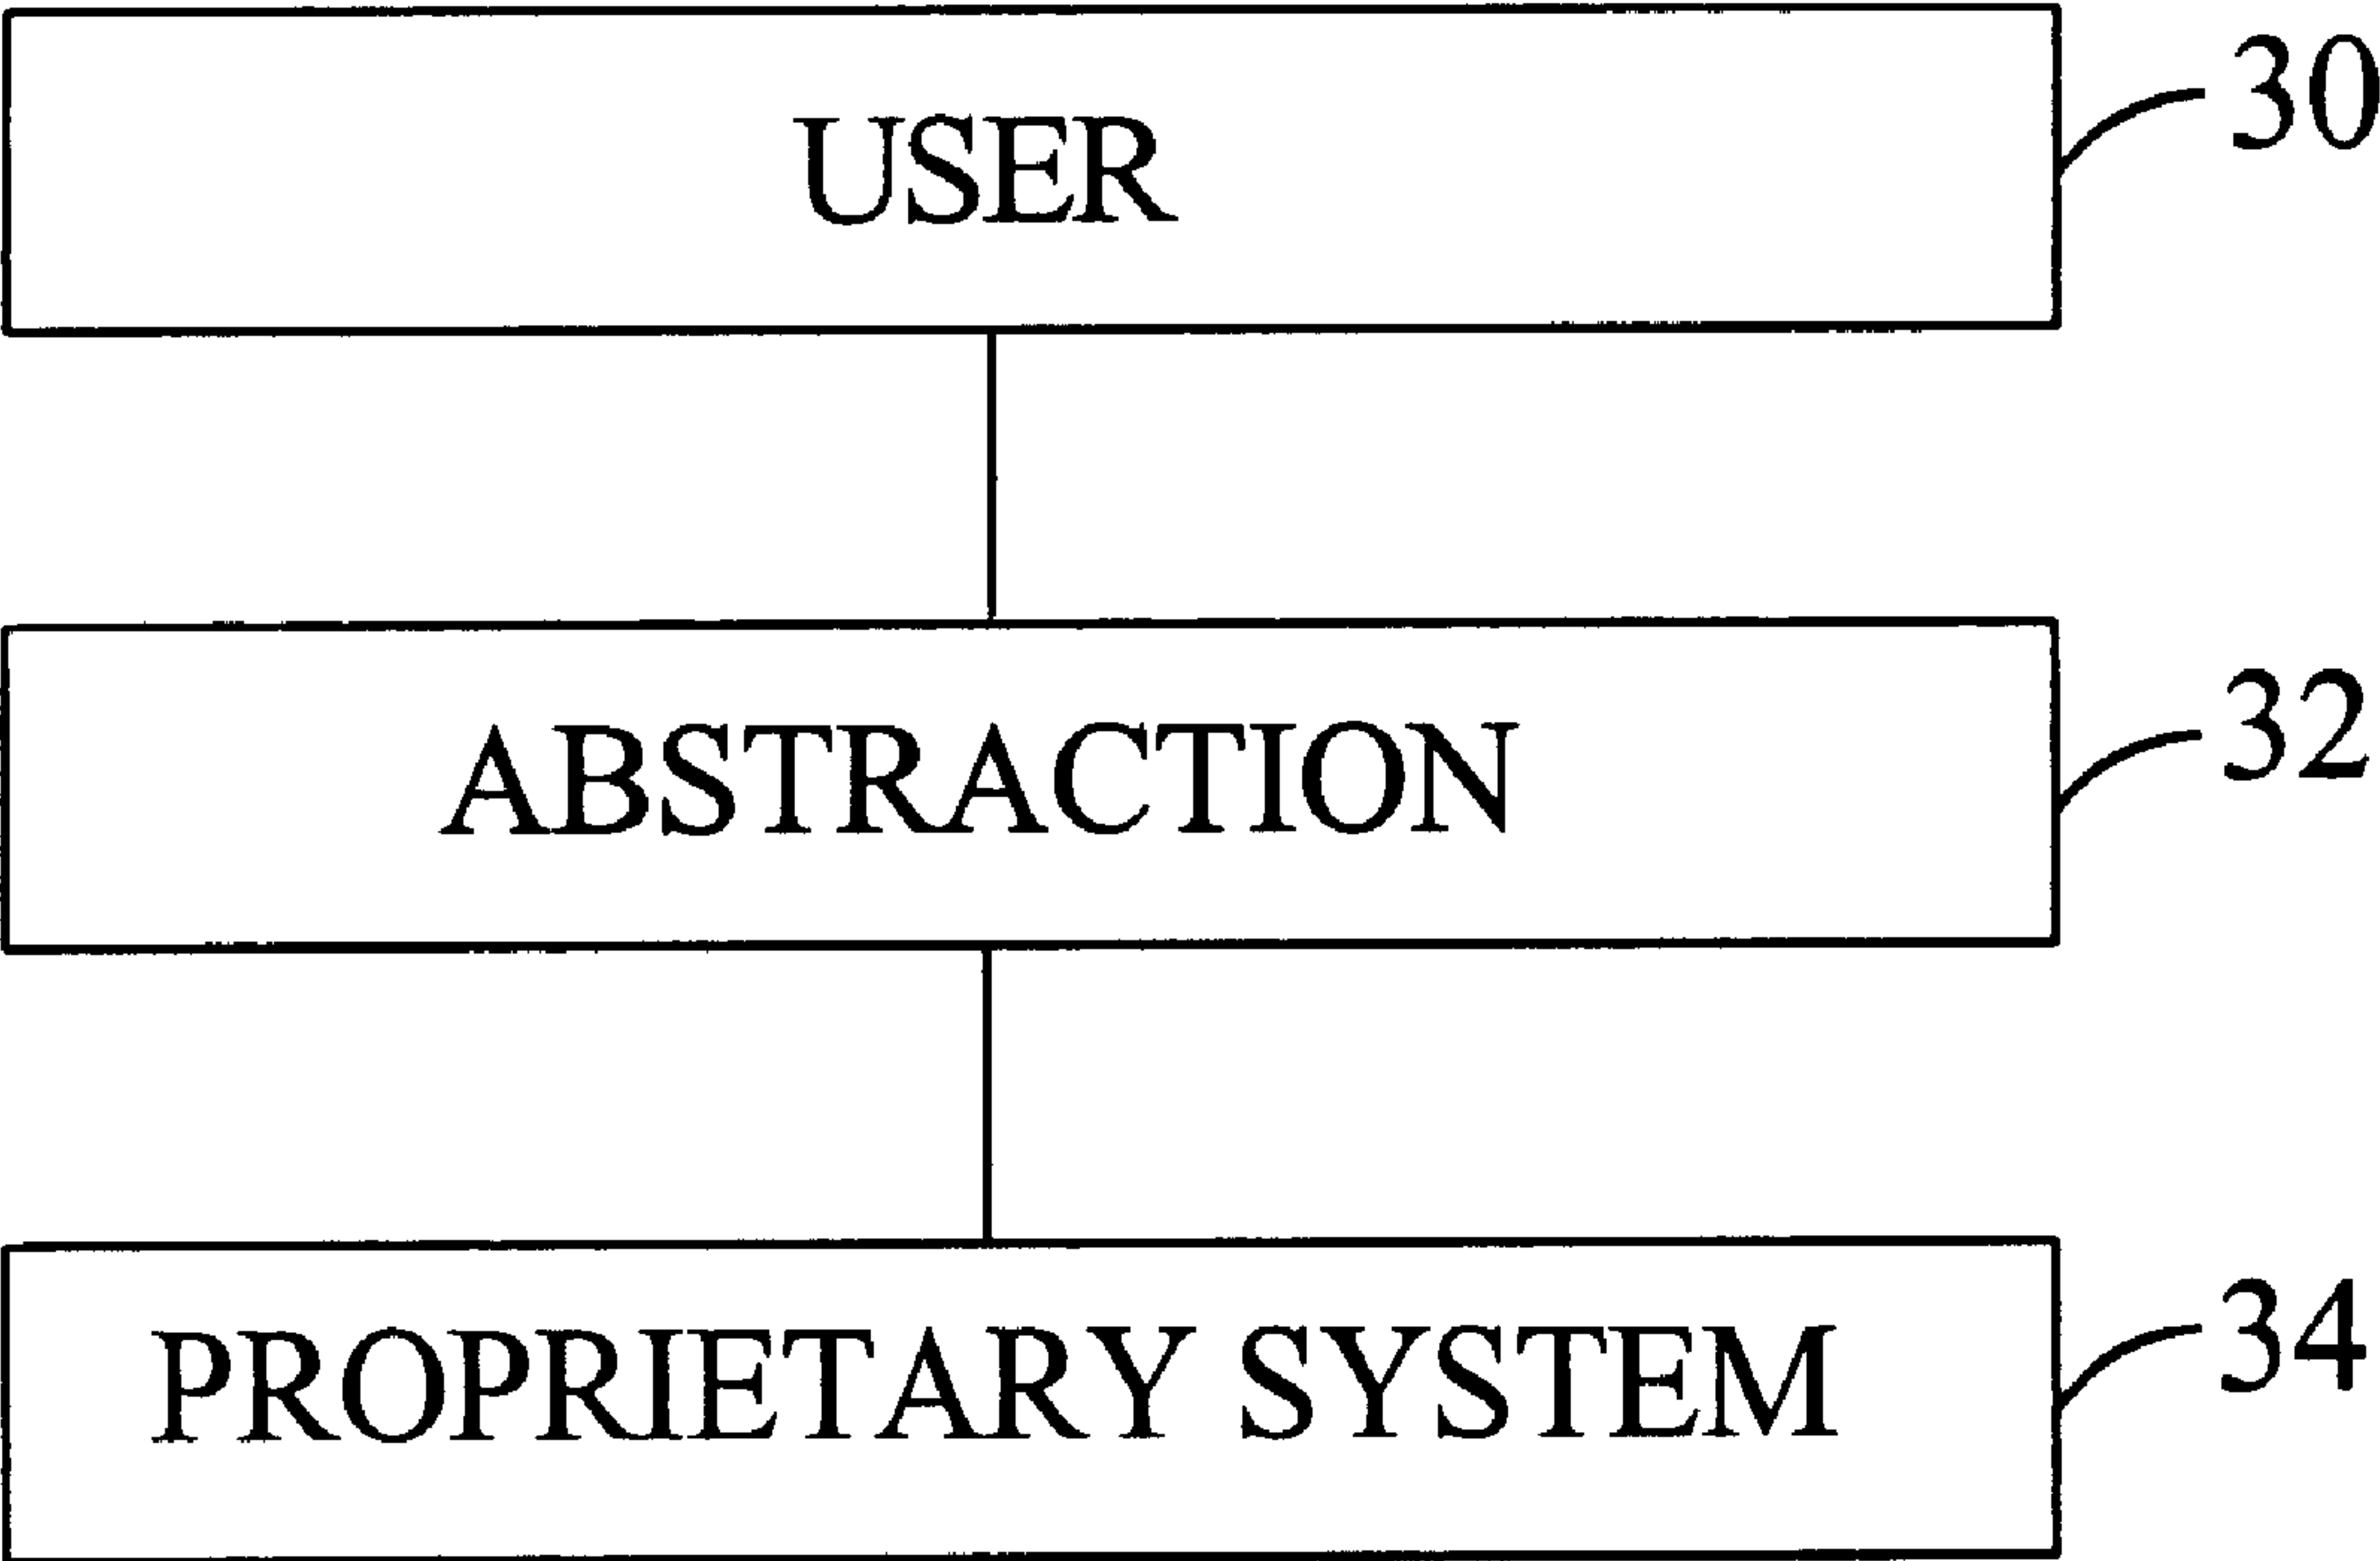 USER
30
ABSTRACTION
32
PROPRIETARY SYSTEM
34